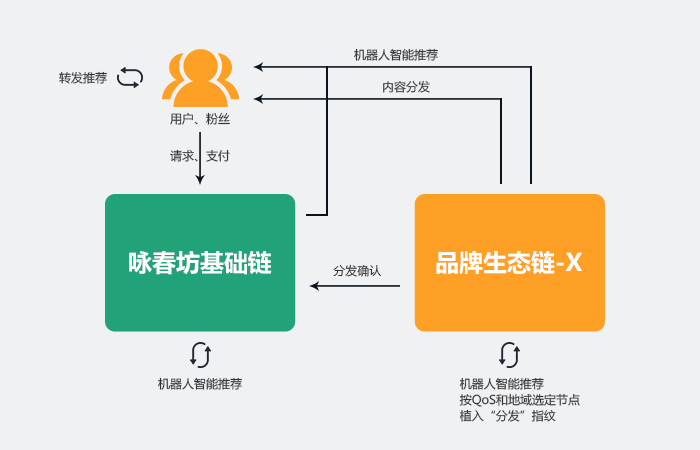 机器人智能推荐
转发推荐
内容分发
用户、粉丝
请求、支付
咏春坊基础链
品牌生态链-X
分发确认
机器人智能推荐
机器人智能推荐
按QoS和地域选定节点
植入“分发”指纹